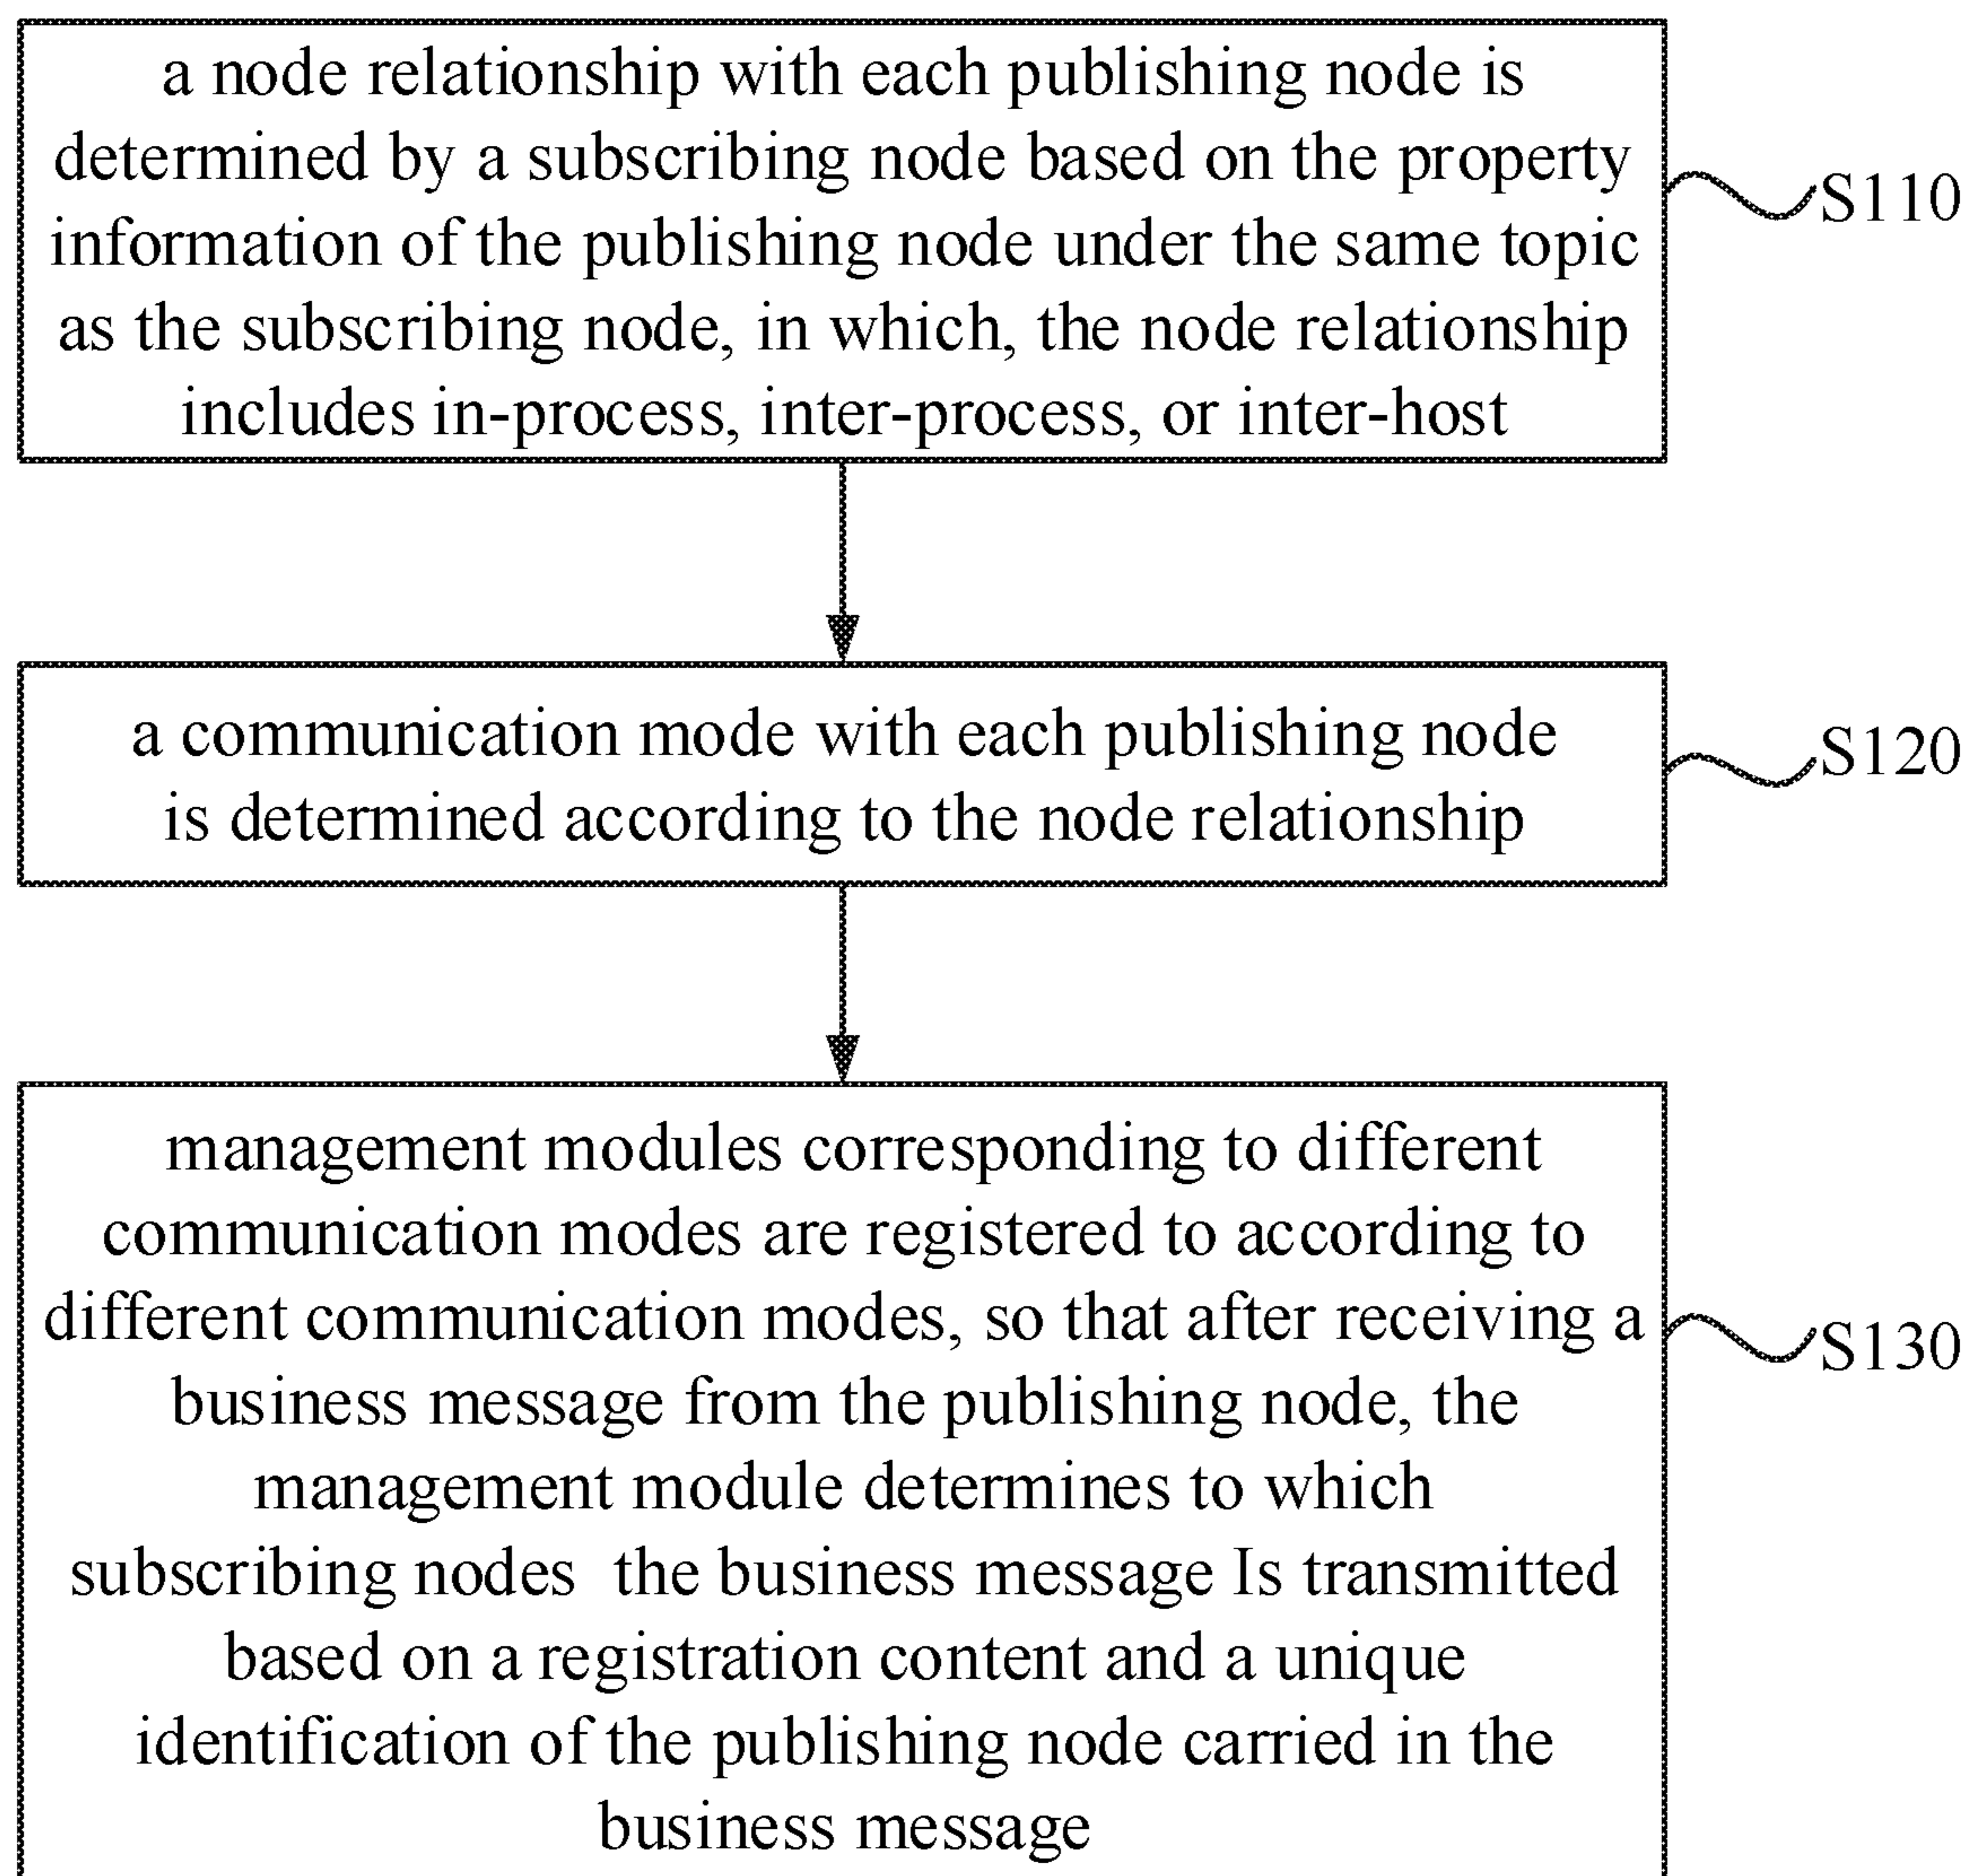 a node relationship with each publishing node is
determined by a subscribing node based on the property
information of the publishing node under the same topic
as the subscribing node, in which, the node relationship
includes in-process, inter-process, or inter-host
S110
a communication mode with each publishing node
is determined according to the node relationship
S120
management modules corresponding to different
communication modes are registered to according to
different communication modes, so that after receiving a
business message from the publishing node, the
management module determines to which
subscribing nodes  the business message Is transmitted
based on a registration content and a unique
identification of the publishing node carried in the
business message
S130